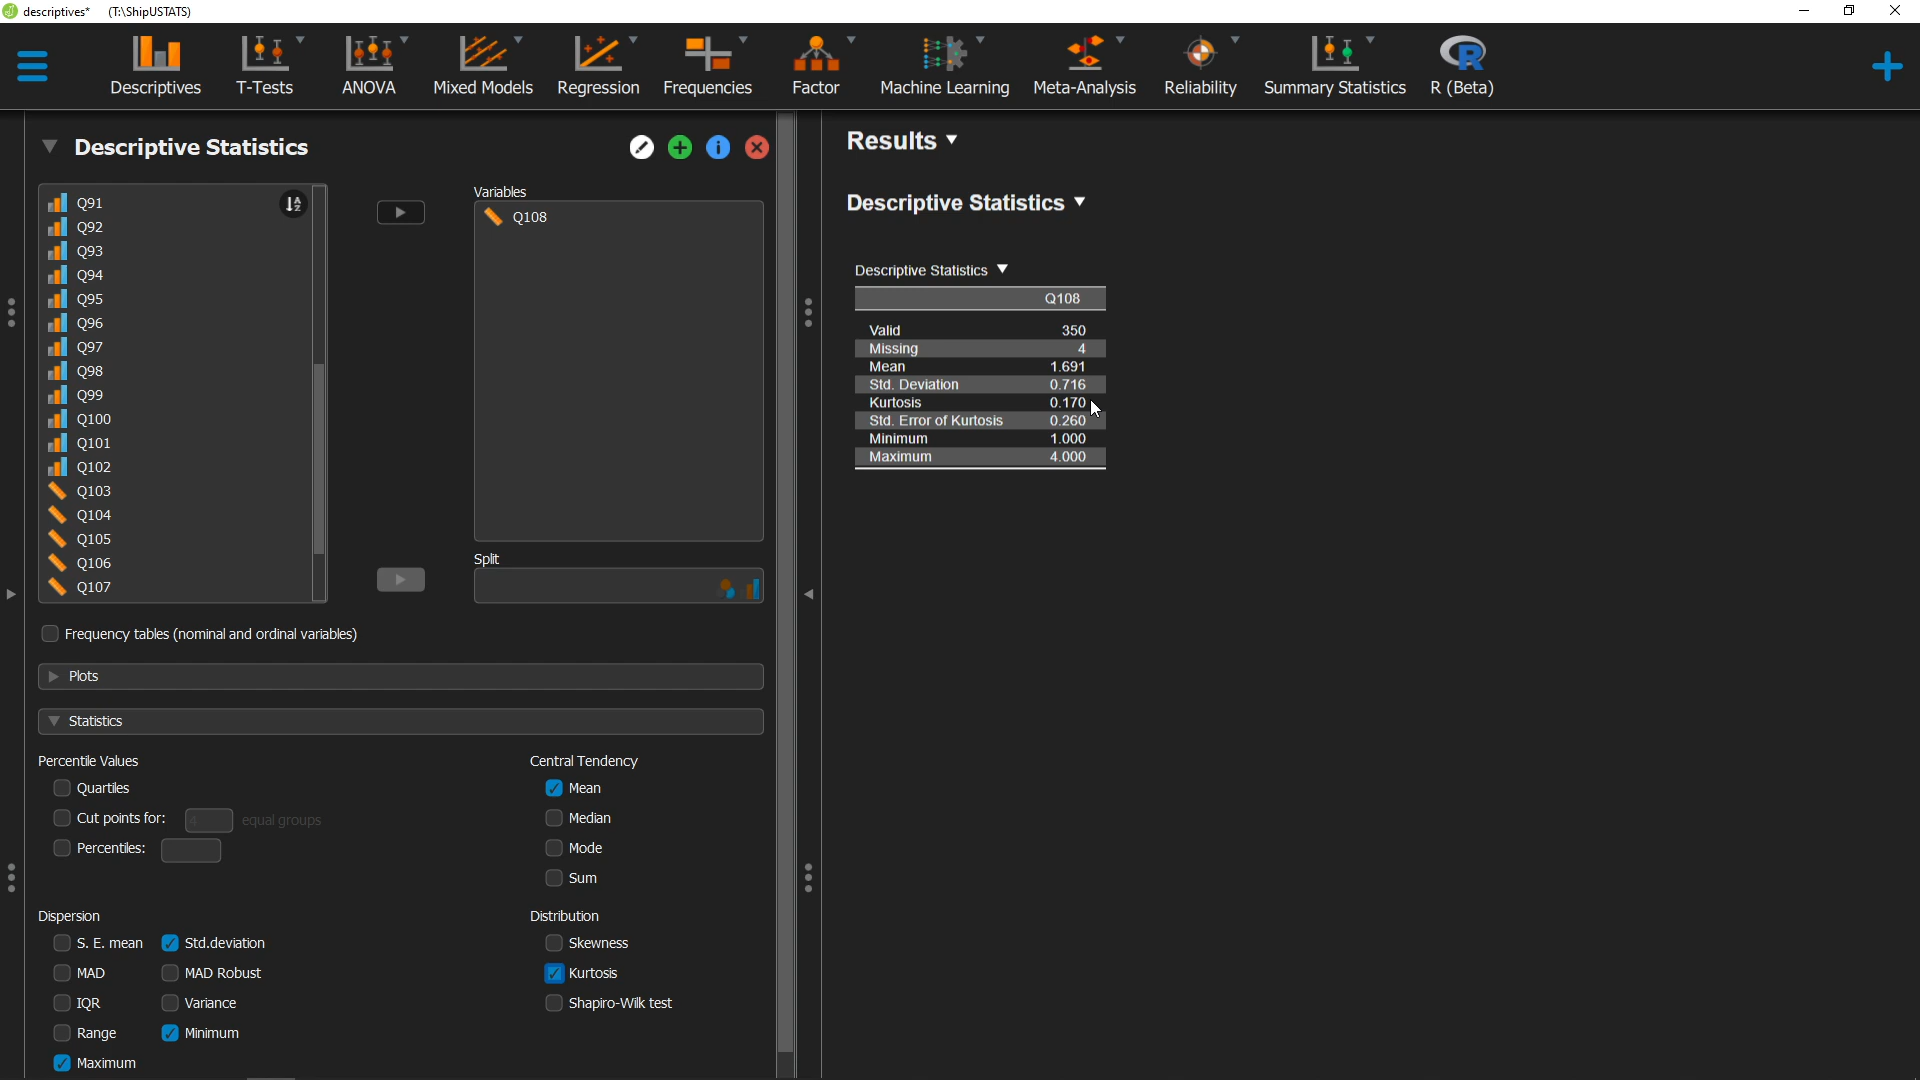 descriptives* (T:\ShipUSTATS)
Descriptives T-Tests ANOVA Mixed Models Regression Frequencies Factor Machine Learning Meta-Analysis Reliability Summary Statistics R (Beta)
Descriptive Statistics
Q91
Q92
Q93
Q94
Q95
Q96
Q97
Q98
Q99
Q100
Q101
Q102
Q103
Q104
Q105
Q106
Q107
Variables
Q108
Split
Frequency tables (nominal and ordinal variables)
Plots
Statistics
Percentile Values
Quartiles
Cut points for: 4 equal groups
Percentiles:
Central Tendency
Mean
Median
Mode
Sum
Dispersion
S. E. mean Std.deviation
MAD MAD Robust
IQR Variance
Range Minimum
Maximum
Distribution
Skewness
Kurtosis
Shapiro-Wilk test
Results
Descriptive Statistics
Descriptive Statistics
Q108
Valid 350
Missing 4
Mean 1.691
Std. Deviation 0.716
Kurtosis 0.170
Std. Error of Kurtosis 0.260
Minimum 1.000
Maximum 4.000